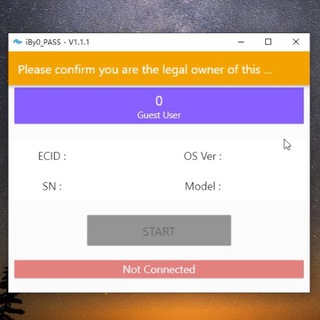 iBy0_PASS - V1.1.1
Please confirm you are the legal owner of this ...
0
Guest User
ECID :
OS Ver :
SN :
Model :
START
Not Connected